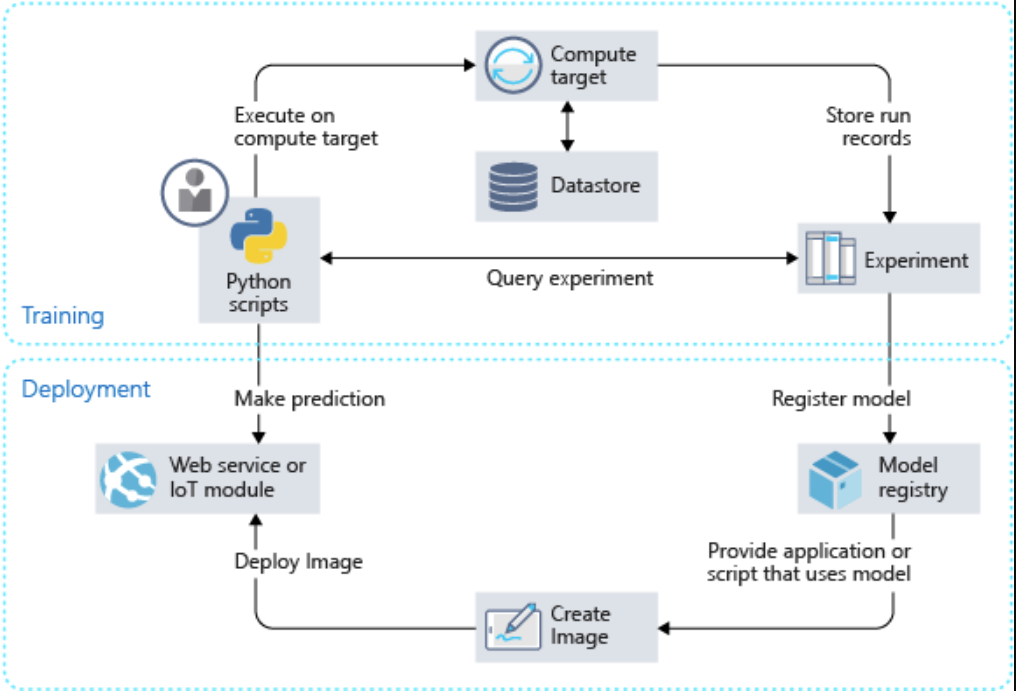 Compute
target
Execute on
compute target
Store run
records
Datastore
Python
scripts
Query experiment
Experiment
Training
Deployment
Make prediction
Register model
Web service or
IoT module
Model
registry
Deploy Image
Provide application or
script that uses model
Create
Image